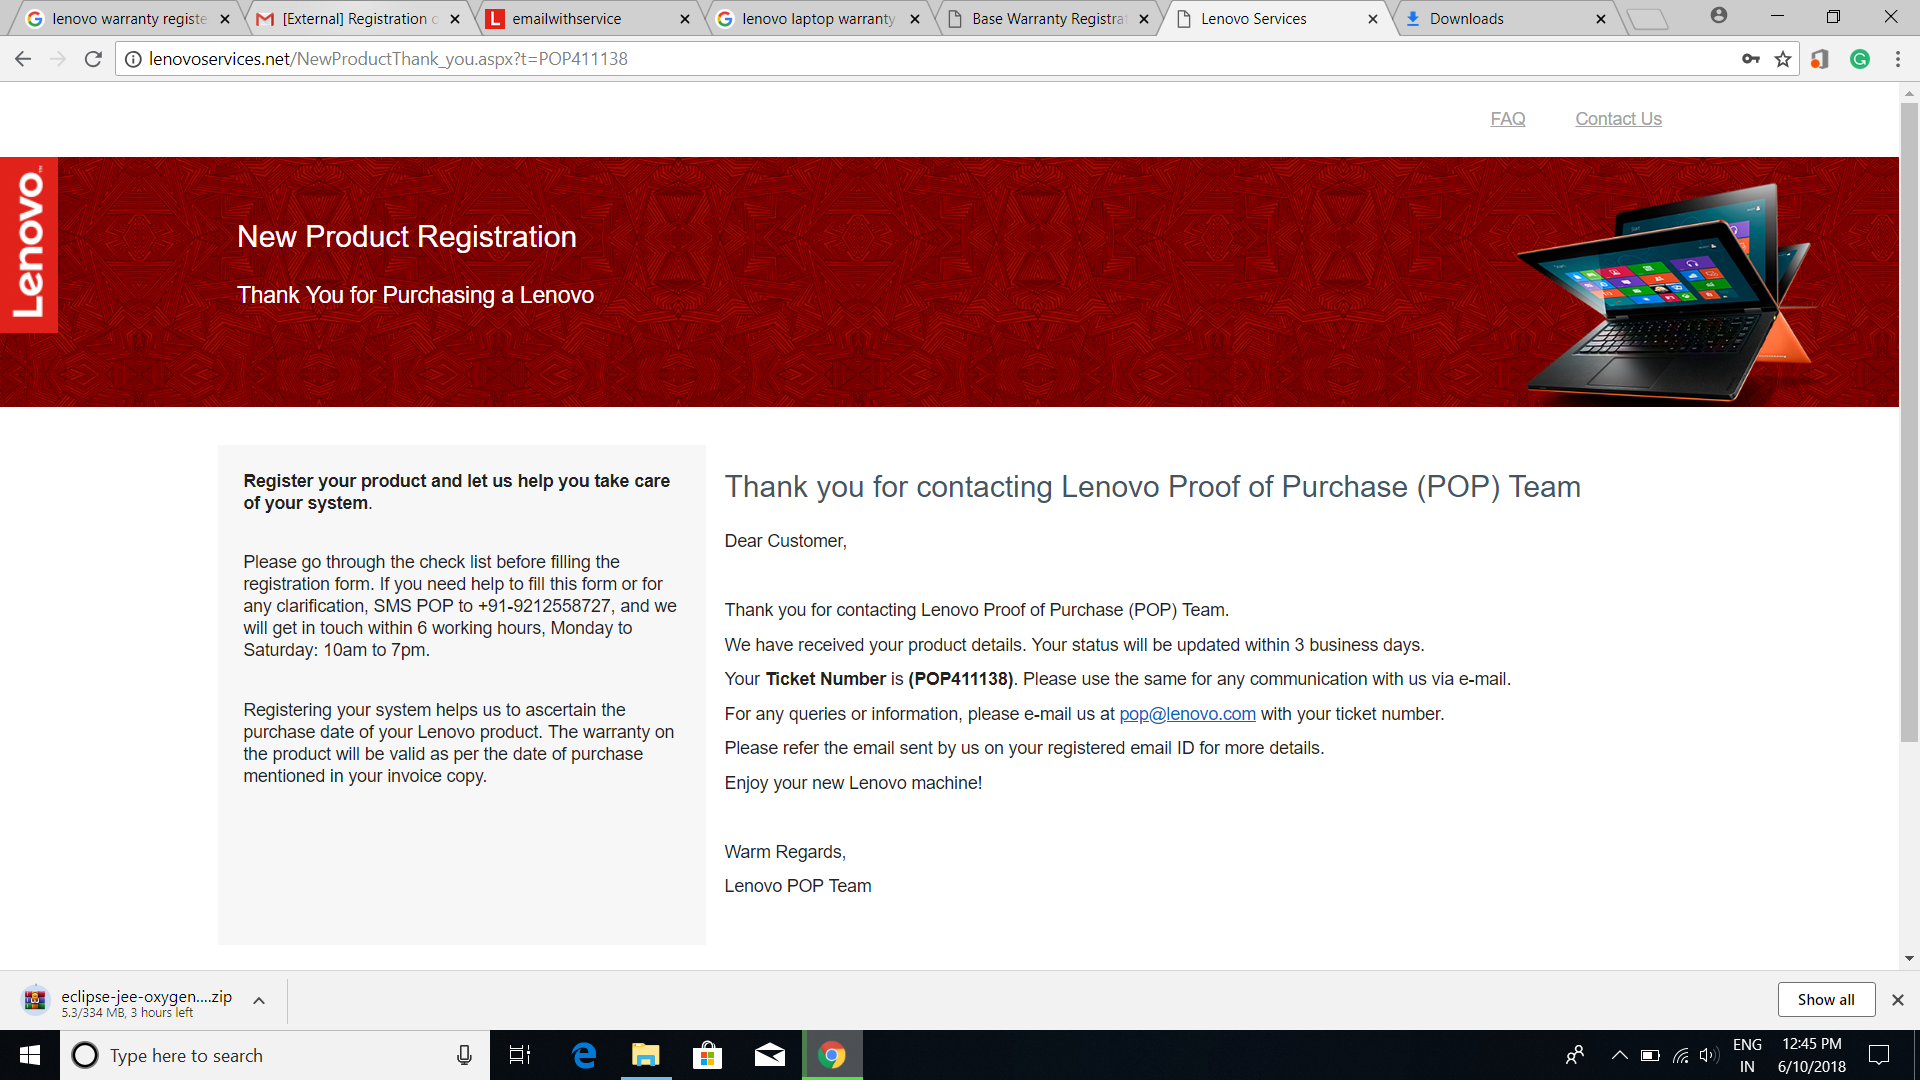 lenovo warranty registe
[External] Registration c
emailwithservice
lenovo laptop warranty
Base Warranty Registrat
Lenovo Services
Downloads
lenovoservices.net/NewProductThank_you.aspx?t=POP411138
FAQ
Contact Us
Lenovo
New Product Registration
Thank You for Purchasing a Lenovo
Register your product and let us help you take care
of your system.
Please go through the check list before filling the
registration form. If you need help to fill this form or for
any clarification, SMS POP to +91-9212558727, and we
will get in touch within 6 working hours, Monday to
Saturday: 10am to 7pm.
Registering your system helps us to ascertain the
purchase date of your Lenovo product. The warranty on
the product will be valid as per the date of purchase
mentioned in your invoice copy.
Thank you for contacting Lenovo Proof of Purchase (POP) Team
Dear Customer,
Thank you for contacting Lenovo Proof of Purchase (POP) Team.
We have received your product details. Your status will be updated within 3 business days.
Your Ticket Number is (POP411138). Please use the same for any communication with us via e-mail.
For any queries or information, please e-mail us at pop@lenovo.com with your ticket number.
Please refer the email sent by us on your registered email ID for more details.
Enjoy your new Lenovo machine!
Warm Regards,
Lenovo POP Team
eclipse-jee-oxygen....zip
5.3/334 MB, 3 hours left
Show all
Type here to search
ENG
IN
12:45 PM
6/10/2018